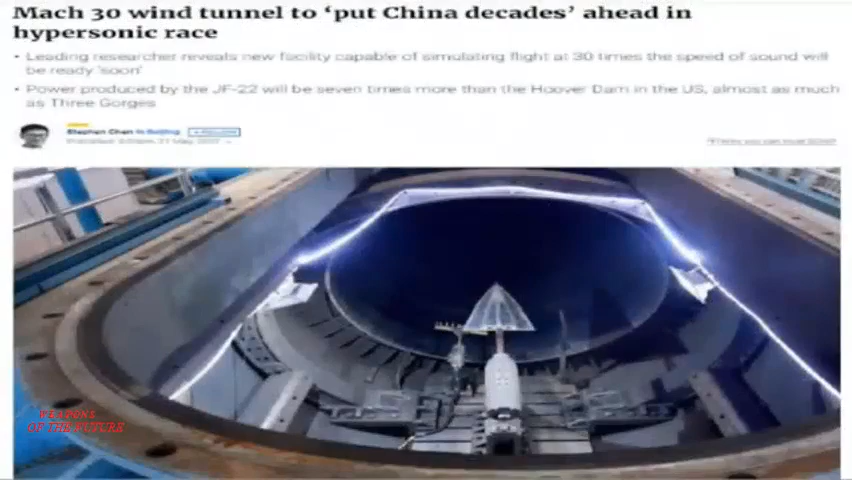 Mach 30 wind tunnel to ‘put China decades’ ahead in
hypersonic race
• Leading researcher reveals new facility capable of simulating flight at 30 times the speed of sound will
be ready ‘soon’
• Power produced by the JF-22 will be seven times more than the Hoover Dam in the US, almost as much
as Three Gorges
Stephen Chen in Beijing
WEAPONS
OF THE FUTURE